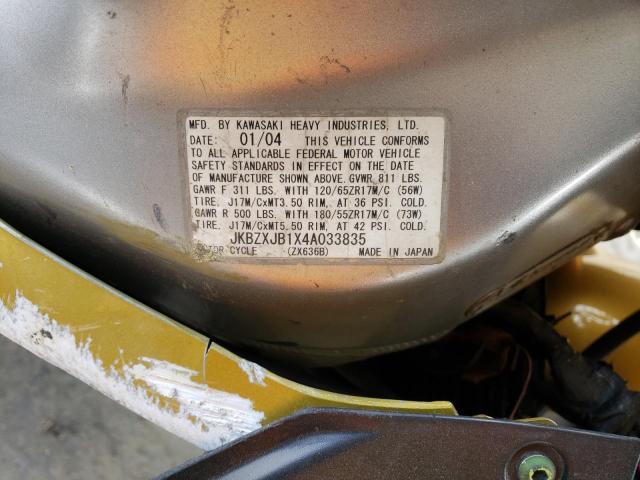 MFD. BY KAWASAKI HEAVY INDUSTRIES, LTD.
DATE: 01/04 THIS VEHICLE CONFORMS
TO ALL APPLICABLE FEDERAL MOTOR VEHICLE
SAFETY STANDARDS IN EFFECT ON THE DATE
OF MANUFACTURE SHOWN ABOVE. GVWR 811 LBS.
GAWR F 311 LBS. WITH 120/65ZR17M/C (56W)
TIRE, J17M/CxMT3.50 RIM, AT 36 PSI. COLD.
GAWR R 500 LBS. WITH 180/55ZR17M/C (73W)
TIRE, J17M/CxMT5.50 RIM, AT 42 PSI. COLD.
JKBZXJB1X4A033835
CYCLE (ZX636B) MADE IN JAPAN